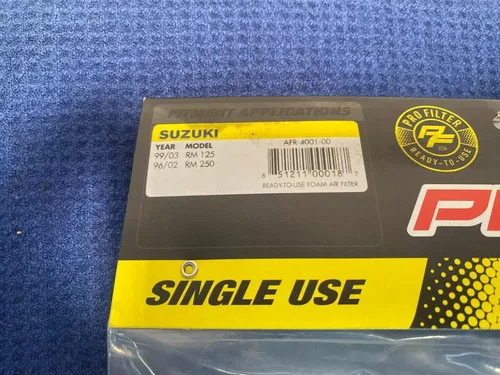 FITMENT APPLICATIONS
SUZUKI
YEAR MODEL
99/03 RM 125
96/02 RM 250
AFR-4001-00
8 51211 00018 7
READY-TO-USE FOAM AIR FILTER
PRO FILTER
PF
USA
READY-TO-USE
SINGLE USE